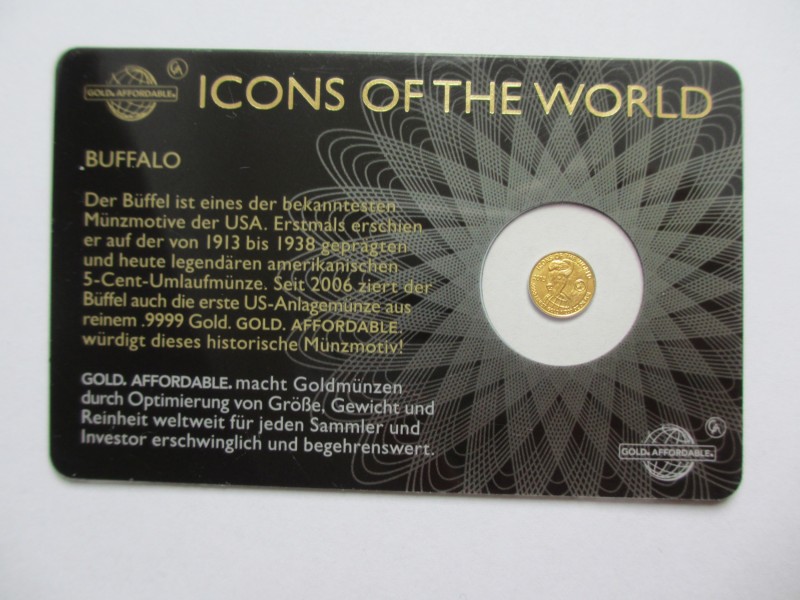 GOLD. AFFORDABLE.
GA
ICONS OF THE WORLD
BUFFALO
Der Büffel ist eines der bekanntesten
Münzmotive der USA. Erstmals erschien
er auf der von 1913 bis 1938 geprägten
und heute legendären amerikanischen
5-Cent-Umlaufmünze. Seit 2006 ziert der
Büffel auch die erste US-Anlagemünze aus
reinem .9999 Gold. GOLD. AFFORDABLE.
würdigt dieses historische Münzmotiv!
GOLD. AFFORDABLE. macht Goldmünzen
durch Optimierung von Größe, Gewicht und
Reinheit weltweit für jeden Sammler und
Investor erschwinglich und begehrenswert.
GA
GOLD. AFFORDABLE.